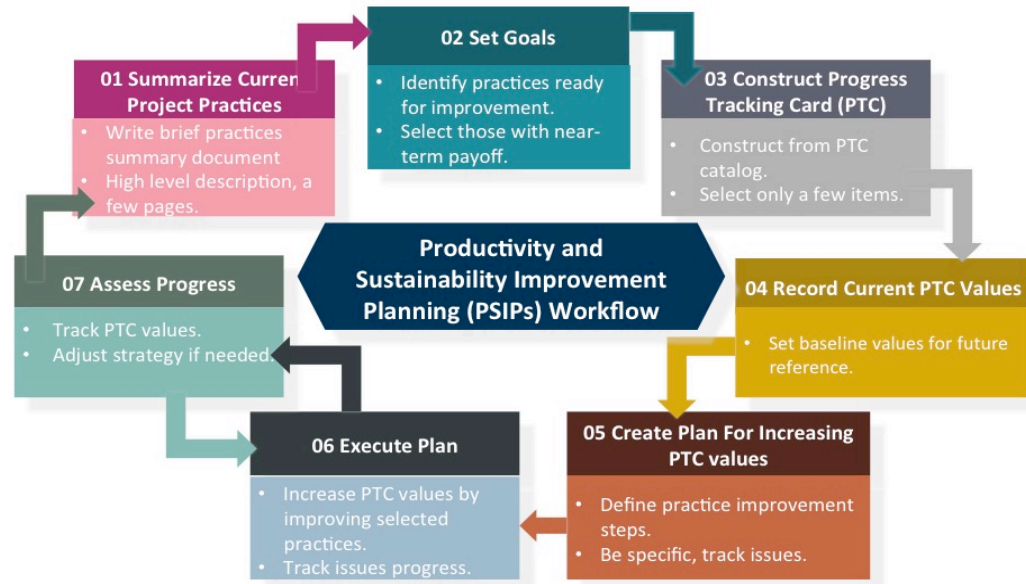 01 Summarize Current
Project Practices
• Write brief practices
summary document
• High level description, a
few pages.
02 Set Goals
• Identify practices ready
for improvement.
• Select those with near-
term payoff.
03 Construct Progress
Tracking Card (PTC)
• Construct from PTC
catalog.
• Select only a few items.
Productivity and
Sustainability Improvement
Planning (PSIPs) Workflow
04 Record Current PTC Values
• Set baseline values for future
reference.
05 Create Plan For Increasing
PTC values
• Define practice improvement
steps.
• Be specific, track issues.
06 Execute Plan
• Increase PTC values by
improving selected
practices.
• Track issues progress.
07 Assess Progress
• Track PTC values.
• Adjust strategy if needed.